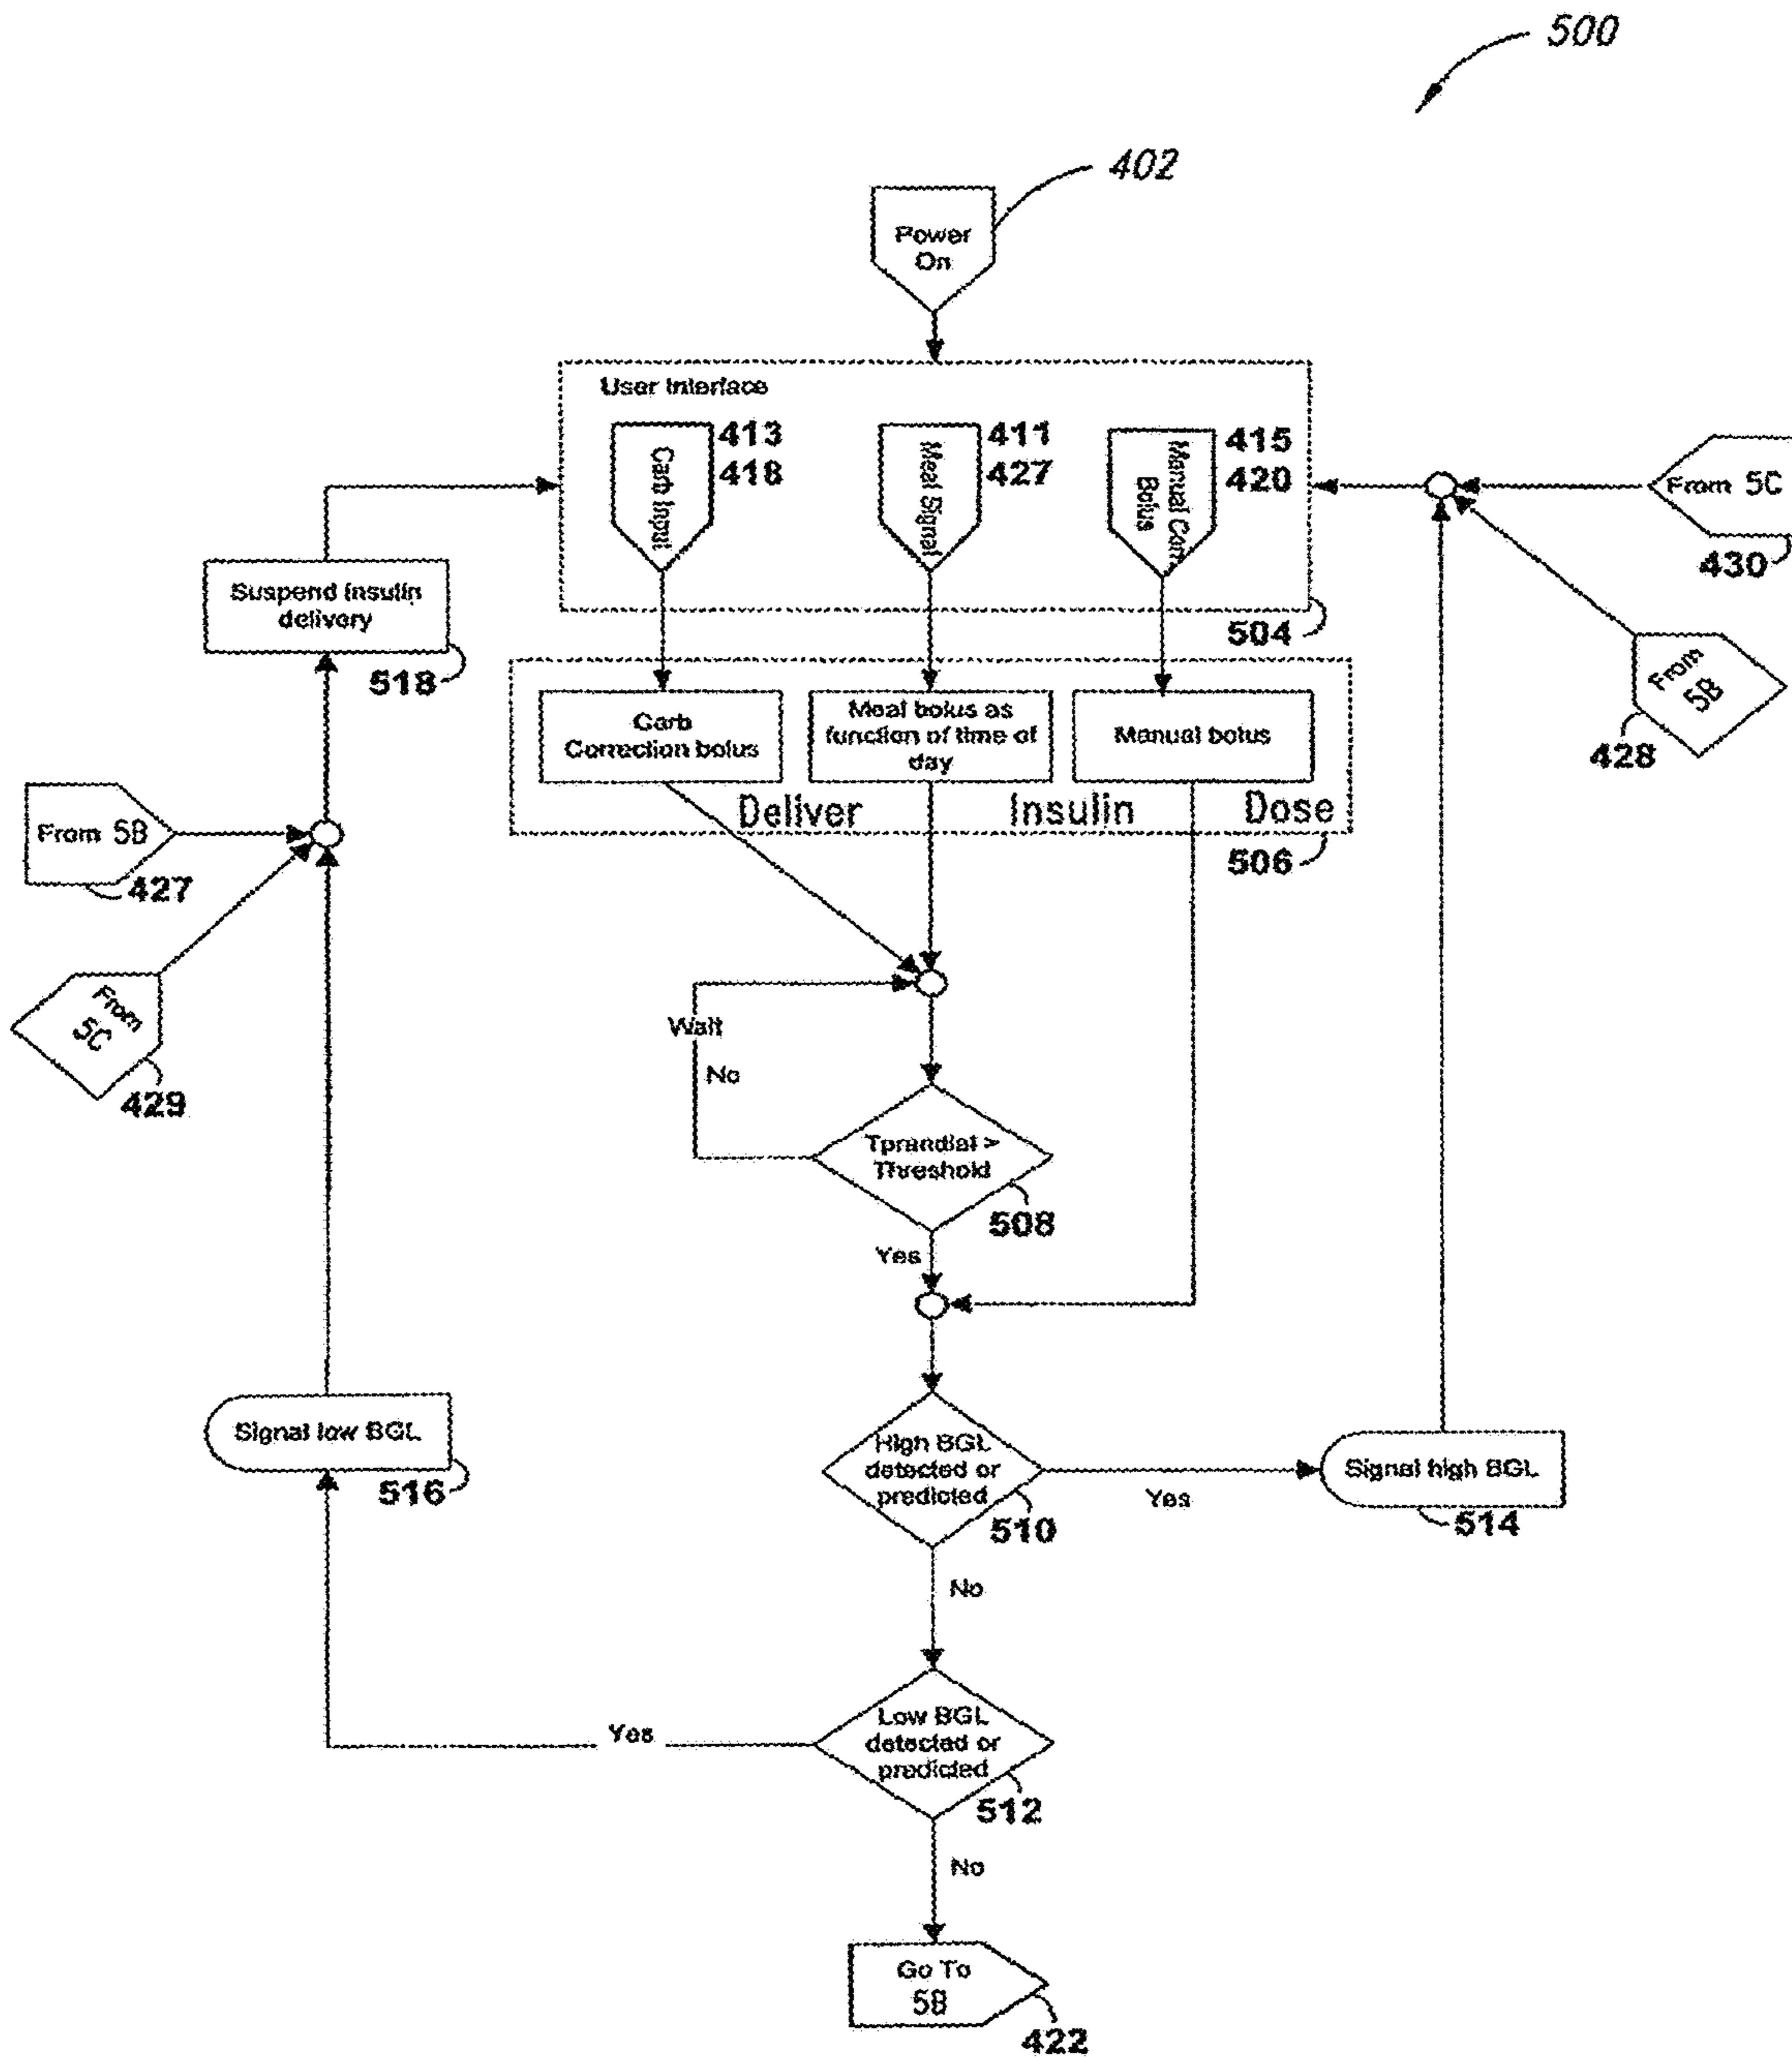 500
402
Power
On
User Interface
413
418
Carb Input
411
427
Meal Signal
415
420
Manual Corr
Bolus
From 5C
430
504
Suspend insulin
delivery
518
From
5B
428
Carb
Correction bolus
Meal bolus as
function of time of
day
Manual bolus
Deliver Insulin Dose
506
From 5B
427
From
5C
429
Wait
No
Tprandial >
Threshold
508
Yes
Signal low BGL
516
High BGL
detected or
predicted
510
Yes
Signal high BGL
514
No
Low BGL
detected or
predicted
512
Yes
No
Go To
5B
422